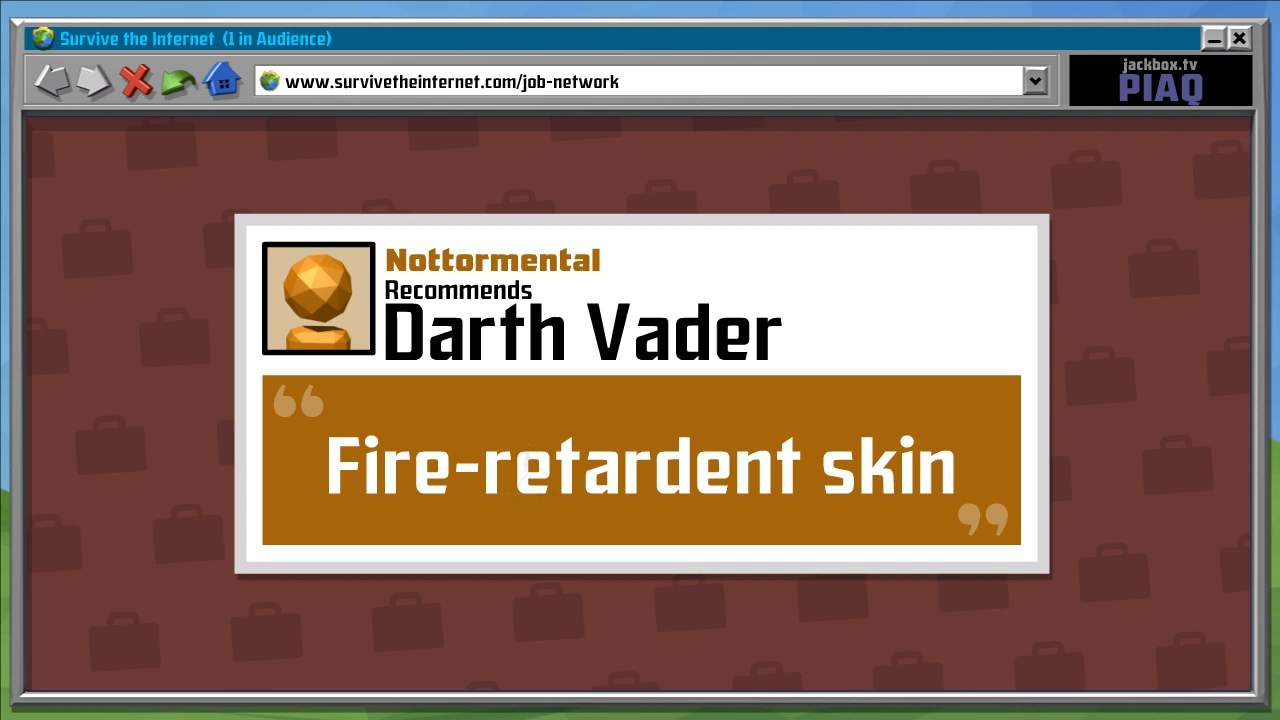 Survive the Internet (1 in Audience)
www.survivetheinternet.com/job-network
jackbox.tv
PIAQ
Nottormental
Recommends
Darth Vader
“
Fire-retardent skin
”